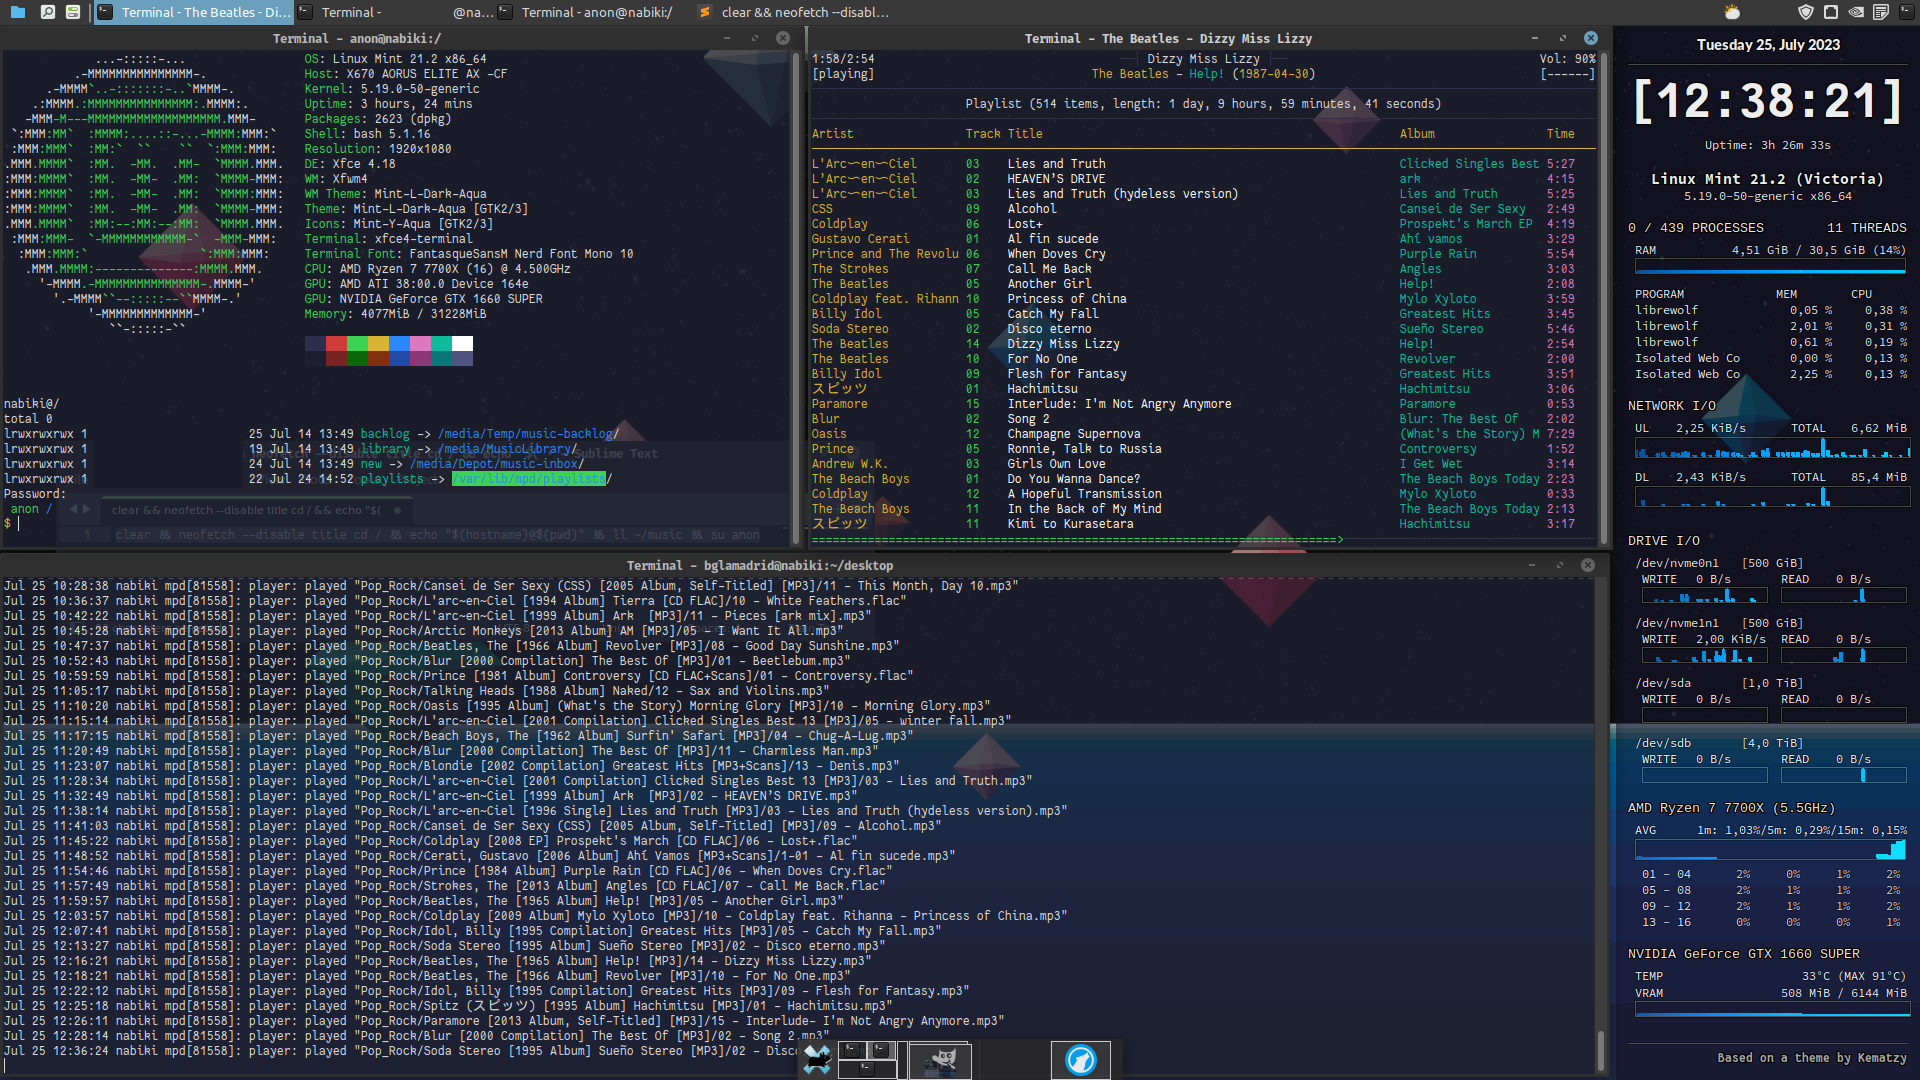 Terminal - The Beatles - Di...
Terminal -
@na...
Terminal - anon@nabiki:/
clear && neofetch --disabl...
Terminal - anon@nabiki:/
OS: Linux Mint 21.2 x86_64
Host: X670 AORUS ELITE AX -CF
Kernel: 5.19.0-50-generic
Uptime: 3 hours, 24 mins
Packages: 2623 (dpkg)
Shell: bash 5.1.16
Resolution: 1920x1080
DE: Xfce 4.18
WM: Xfwm4
WM Theme: Mint-L-Dark-Aqua
Theme: Mint-L-Dark-Aqua [GTK2/3]
Icons: Mint-Y-Aqua [GTK2/3]
Terminal: xfce4-terminal
Terminal Font: FantasqueSansM Nerd Font Mono 10
CPU: AMD Ryzen 7 7700X (16) @ 4.500GHz
GPU: AMD ATI 38:00.0 Device 164e
GPU: NVIDIA GeForce GTX 1660 SUPER
Memory: 4077MiB / 31228MiB
nabiki@/
total 0
lrwxrwxrwx 1 25 Jul 14 13:49 backlog -> /media/Temp/music-backlog/
lrwxrwxrwx 1 19 Jul 14 13:49 library -> /media/MusicLibrary/
lrwxrwxrwx 1 24 Jul 14 13:49 new -> /media/Depot/music-inbox/
lrwxrwxrwx 1 22 Jul 24 14:52 playlists -> /var/lib/mpd/playlists/
Password:
anon /
$
clear && neofetch --disable title cd / && echo "$(
1 clear && neofetch --disable title cd / && echo "$(hostname)@$(pwd)" && ll ~/music && su anon
Terminal - The Beatles - Dizzy Miss Lizzy
1:58/2:54 Dizzy Miss Lizzy Vol: 90%
[playing] The Beatles - Help! (1987-04-30) [------]
Playlist (514 items, length: 1 day, 9 hours, 59 minutes, 41 seconds)
Artist Track Title Album Time
L'Arc~en~Ciel 03 Lies and Truth Clicked Singles Best 5:27
L'Arc~en~Ciel 02 HEAVEN'S DRIVE ark 4:15
L'Arc~en~Ciel 03 Lies and Truth (hydeless version) Lies and Truth 5:25
CSS 09 Alcohol Cansei de Ser Sexy 2:49
Coldplay 06 Lost+ Prospekt's March EP 4:19
Gustavo Cerati 01 Al fin sucede Ahí vamos 3:29
Prince and The Revolu 06 When Doves Cry Purple Rain 5:54
The Strokes 07 Call Me Back Angles 3:03
The Beatles 05 Another Girl Help! 2:08
Coldplay feat. Rihann 10 Princess of China Mylo Xyloto 3:59
Billy Idol 05 Catch My Fall Greatest Hits 3:45
Soda Stereo 02 Disco eterno Sueño Stereo 5:46
The Beatles 14 Dizzy Miss Lizzy Help! 2:54
The Beatles 10 For No One Revolver 2:00
Billy Idol 09 Flesh for Fantasy Greatest Hits 3:51
スピッツ 01 Hachimitsu Hachimitsu 3:06
Paramore 15 Interlude: I'm Not Angry Anymore Paramore 0:53
Blur 02 Song 2 Blur: The Best Of 2:02
Oasis 12 Champagne Supernova (What's the Story) M 7:29
Prince 05 Ronnie, Talk to Russia Controversy 1:52
Andrew W.K. 03 Girls Own Love I Get Wet 3:14
The Beach Boys 01 Do You Wanna Dance? The Beach Boys Today 2:23
Coldplay 12 A Hopeful Transmission Mylo Xyloto 0:33
The Beach Boys 11 In the Back of My Mind The Beach Boys Today 2:13
スピッツ 11 Kimi to Kurasetara Hachimitsu 3:17
Terminal - bglamadrid@nabiki:~/desktop
Jul 25 10:28:38 nabiki mpd[81558]: player: played "Pop_Rock/Cansei de Ser Sexy (CSS) [2005 Album, Self-Titled] [MP3]/11 - This Month, Day 10.mp3"
Jul 25 10:36:37 nabiki mpd[81558]: player: played "Pop_Rock/L'arc~en~Ciel [1994 Album] Tierra [CD FLAC]/10 - White Feathers.flac"
Jul 25 10:42:22 nabiki mpd[81558]: player: played "Pop_Rock/L'arc~en~Ciel [1999 Album] Ark [MP3]/11 - Pieces [ark mix].mp3"
Jul 25 10:45:28 nabiki mpd[81558]: player: played "Pop_Rock/Arctic Monkeys [2013 Album] AM [MP3]/05 - I Want It All.mp3"
Jul 25 10:47:37 nabiki mpd[81558]: player: played "Pop_Rock/Beatles, The [1966 Album] Revolver [MP3]/08 - Good Day Sunshine.mp3"
Jul 25 10:52:43 nabiki mpd[81558]: player: played "Pop_Rock/Blur [2000 Compilation] The Best Of [MP3]/01 - Beetlebum.mp3"
Jul 25 10:59:59 nabiki mpd[81558]: player: played "Pop_Rock/Prince [1981 Album] Controversy [CD FLAC+Scans]/01 - Controversy.flac"
Jul 25 11:05:17 nabiki mpd[81558]: player: played "Pop_Rock/Talking Heads [1988 Album] Naked/12 - Sax and Violins.mp3"
Jul 25 11:10:20 nabiki mpd[81558]: player: played "Pop_Rock/Oasis [1995 Album] (What's the Story) Morning Glory [MP3]/10 - Morning Glory.mp3"
Jul 25 11:15:14 nabiki mpd[81558]: player: played "Pop_Rock/L'arc~en~Ciel [2001 Compilation] Clicked Singles Best 13 [MP3]/05 - winter fall.mp3"
Jul 25 11:17:15 nabiki mpd[81558]: player: played "Pop_Rock/Beach Boys, The [1962 Album] Surfin' Safari [MP3]/04 - Chug-A-Lug.mp3"
Jul 25 11:20:49 nabiki mpd[81558]: player: played "Pop_Rock/Blur [2000 Compilation] The Best Of [MP3]/11 - Charmless Man.mp3"
Jul 25 11:23:07 nabiki mpd[81558]: player: played "Pop_Rock/Blondie [2002 Compilation] Greatest Hits [MP3+Scans]/13 - Denis.mp3"
Jul 25 11:28:34 nabiki mpd[81558]: player: played "Pop_Rock/L'arc~en~Ciel [2001 Compilation] Clicked Singles Best 13 [MP3]/03 - Lies and Truth.mp3"
Jul 25 11:32:49 nabiki mpd[81558]: player: played "Pop_Rock/L'arc~en~Ciel [1999 Album] Ark [MP3]/02 - HEAVEN'S DRIVE.mp3"
Jul 25 11:38:14 nabiki mpd[81558]: player: played "Pop_Rock/L'arc~en~Ciel [1996 Single] Lies and Truth [MP3]/03 - Lies and Truth (hydeless version).mp3"
Jul 25 11:41:03 nabiki mpd[81558]: player: played "Pop_Rock/Cansei de Ser Sexy (CSS) [2005 Album, Self-Titled] [MP3]/09 - Alcohol.mp3"
Jul 25 11:45:22 nabiki mpd[81558]: player: played "Pop_Rock/Coldplay [2008 EP] Prospekt's March [CD FLAC]/06 - Lost+.flac"
Jul 25 11:48:52 nabiki mpd[81558]: player: played "Pop_Rock/Cerati, Gustavo [2006 Album] Ahí Vamos [MP3+Scans]/1-01 - Al fin sucede.mp3"
Jul 25 11:54:46 nabiki mpd[81558]: player: played "Pop_Rock/Prince [1984 Album] Purple Rain [CD FLAC]/06 - When Doves Cry.flac"
Jul 25 11:57:49 nabiki mpd[81558]: player: played "Pop_Rock/Strokes, The [2013 Album] Angles [CD FLAC]/07 - Call Me Back.flac"
Jul 25 11:59:57 nabiki mpd[81558]: player: played "Pop_Rock/Beatles, The [1965 Album] Help! [MP3]/05 - Another Girl.mp3"
Jul 25 12:03:57 nabiki mpd[81558]: player: played "Pop_Rock/Coldplay [2009 Album] Mylo Xyloto [MP3]/10 - Coldplay feat. Rihanna - Princess of China.mp3"
Jul 25 12:07:41 nabiki mpd[81558]: player: played "Pop_Rock/Idol, Billy [1995 Compilation] Greatest Hits [MP3]/05 - Catch My Fall.mp3"
Jul 25 12:13:27 nabiki mpd[81558]: player: played "Pop_Rock/Soda Stereo [1995 Album] Sueño Stereo [MP3]/02 - Disco eterno.mp3"
Jul 25 12:16:21 nabiki mpd[81558]: player: played "Pop_Rock/Beatles, The [1965 Album] Help! [MP3]/14 - Dizzy Miss Lizzy.mp3"
Jul 25 12:18:21 nabiki mpd[81558]: player: played "Pop_Rock/Beatles, The [1966 Album] Revolver [MP3]/10 - For No One.mp3"
Jul 25 12:22:12 nabiki mpd[81558]: player: played "Pop_Rock/Idol, Billy [1995 Compilation] Greatest Hits [MP3]/09 - Flesh for Fantasy.mp3"
Jul 25 12:25:18 nabiki mpd[81558]: player: played "Pop_Rock/Spitz (スピッツ) [1995 Album] Hachimitsu [MP3]/01 - Hachimitsu.mp3"
Jul 25 12:26:11 nabiki mpd[81558]: player: played "Pop_Rock/Paramore [2013 Album, Self-Titled] [MP3]/15 - Interlude- I'm Not Angry Anymore.mp3"
Jul 25 12:28:14 nabiki mpd[81558]: player: played "Pop_Rock/Blur [2000 Compilation] The Best Of [MP3]/02 - Song 2.mp3"
Jul 25 12:36:24 nabiki mpd[81558]: player: played "Pop_Rock/Soda Stereo [1995 Album] Sueño Stereo [MP3]/02 - Disc
Tuesday 25, July 2023
[12:38:21]
Uptime: 3h 26m 33s
Linux Mint 21.2 (Victoria)
5.19.0-50-generic x86_64
0 / 439 PROCESSES 11 THREADS
RAM 4,51 GiB / 30,5 GiB (14%)
PROGRAM MEM CPU
librewolf 0,05 % 0,38 %
librewolf 2,01 % 0,31 %
librewolf 0,61 % 0,19 %
Isolated Web Co 0,00 % 0,13 %
Isolated Web Co 2,25 % 0,13 %
NETWORK I/O
UL 2,25 KiB/s TOTAL 6,62 MiB
DL 2,43 KiB/s TOTAL 85,4 MiB
DRIVE I/O
/dev/nvme0n1 [500 GiB]
WRITE 0 B/s READ 0 B/s
/dev/nvme1n1 [500 GiB]
WRITE 2,00 KiB/s READ 0 B/s
/dev/sda [1,0 TiB]
WRITE 0 B/s READ 0 B/s
/dev/sdb [4,0 TiB]
WRITE 0 B/s READ 0 B/s
AMD Ryzen 7 7700X (5.5GHz)
AVG 1m: 1,03%/5m: 0,29%/15m: 0,15%
01 - 04 2% 0% 1% 2%
05 - 08 2% 1% 1% 2%
09 - 12 2% 1% 1% 2%
13 - 16 0% 0% 0% 1%
NVIDIA GeForce GTX 1660 SUPER
TEMP 33°C (MAX 91°C)
VRAM 508 MiB / 6144 MiB
Based on a theme by Kematzy